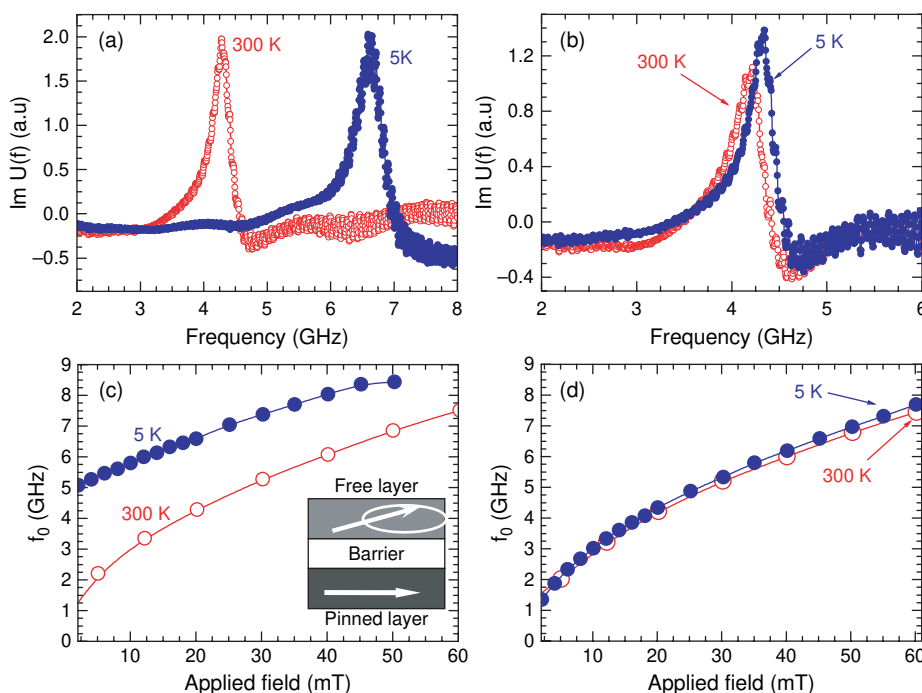 (a)
300 K
5K
Im U(f) (a.u)
2.0
1.5
1.0
0.5
0.0
−0.5
2 3 4 5 6 7 8
Frequency (GHz)
(b)
300 K
5 K
Im U(f) (a.u)
1.2
0.8
0.4
0.0
−0.4
2 3 4 5 6
Frequency (GHz)
(c)
5 K
300 K
Free layer
Barrier
Pinned layer
f0 (GHz)
9
8
7
6
5
4
3
2
1
0
10 20 30 40 50 60
Applied field (mT)
(d)
5 K
300 K
f0 (GHz)
9
8
7
6
5
4
3
2
1
0
10 20 30 40 50 60
Applied field (mT)